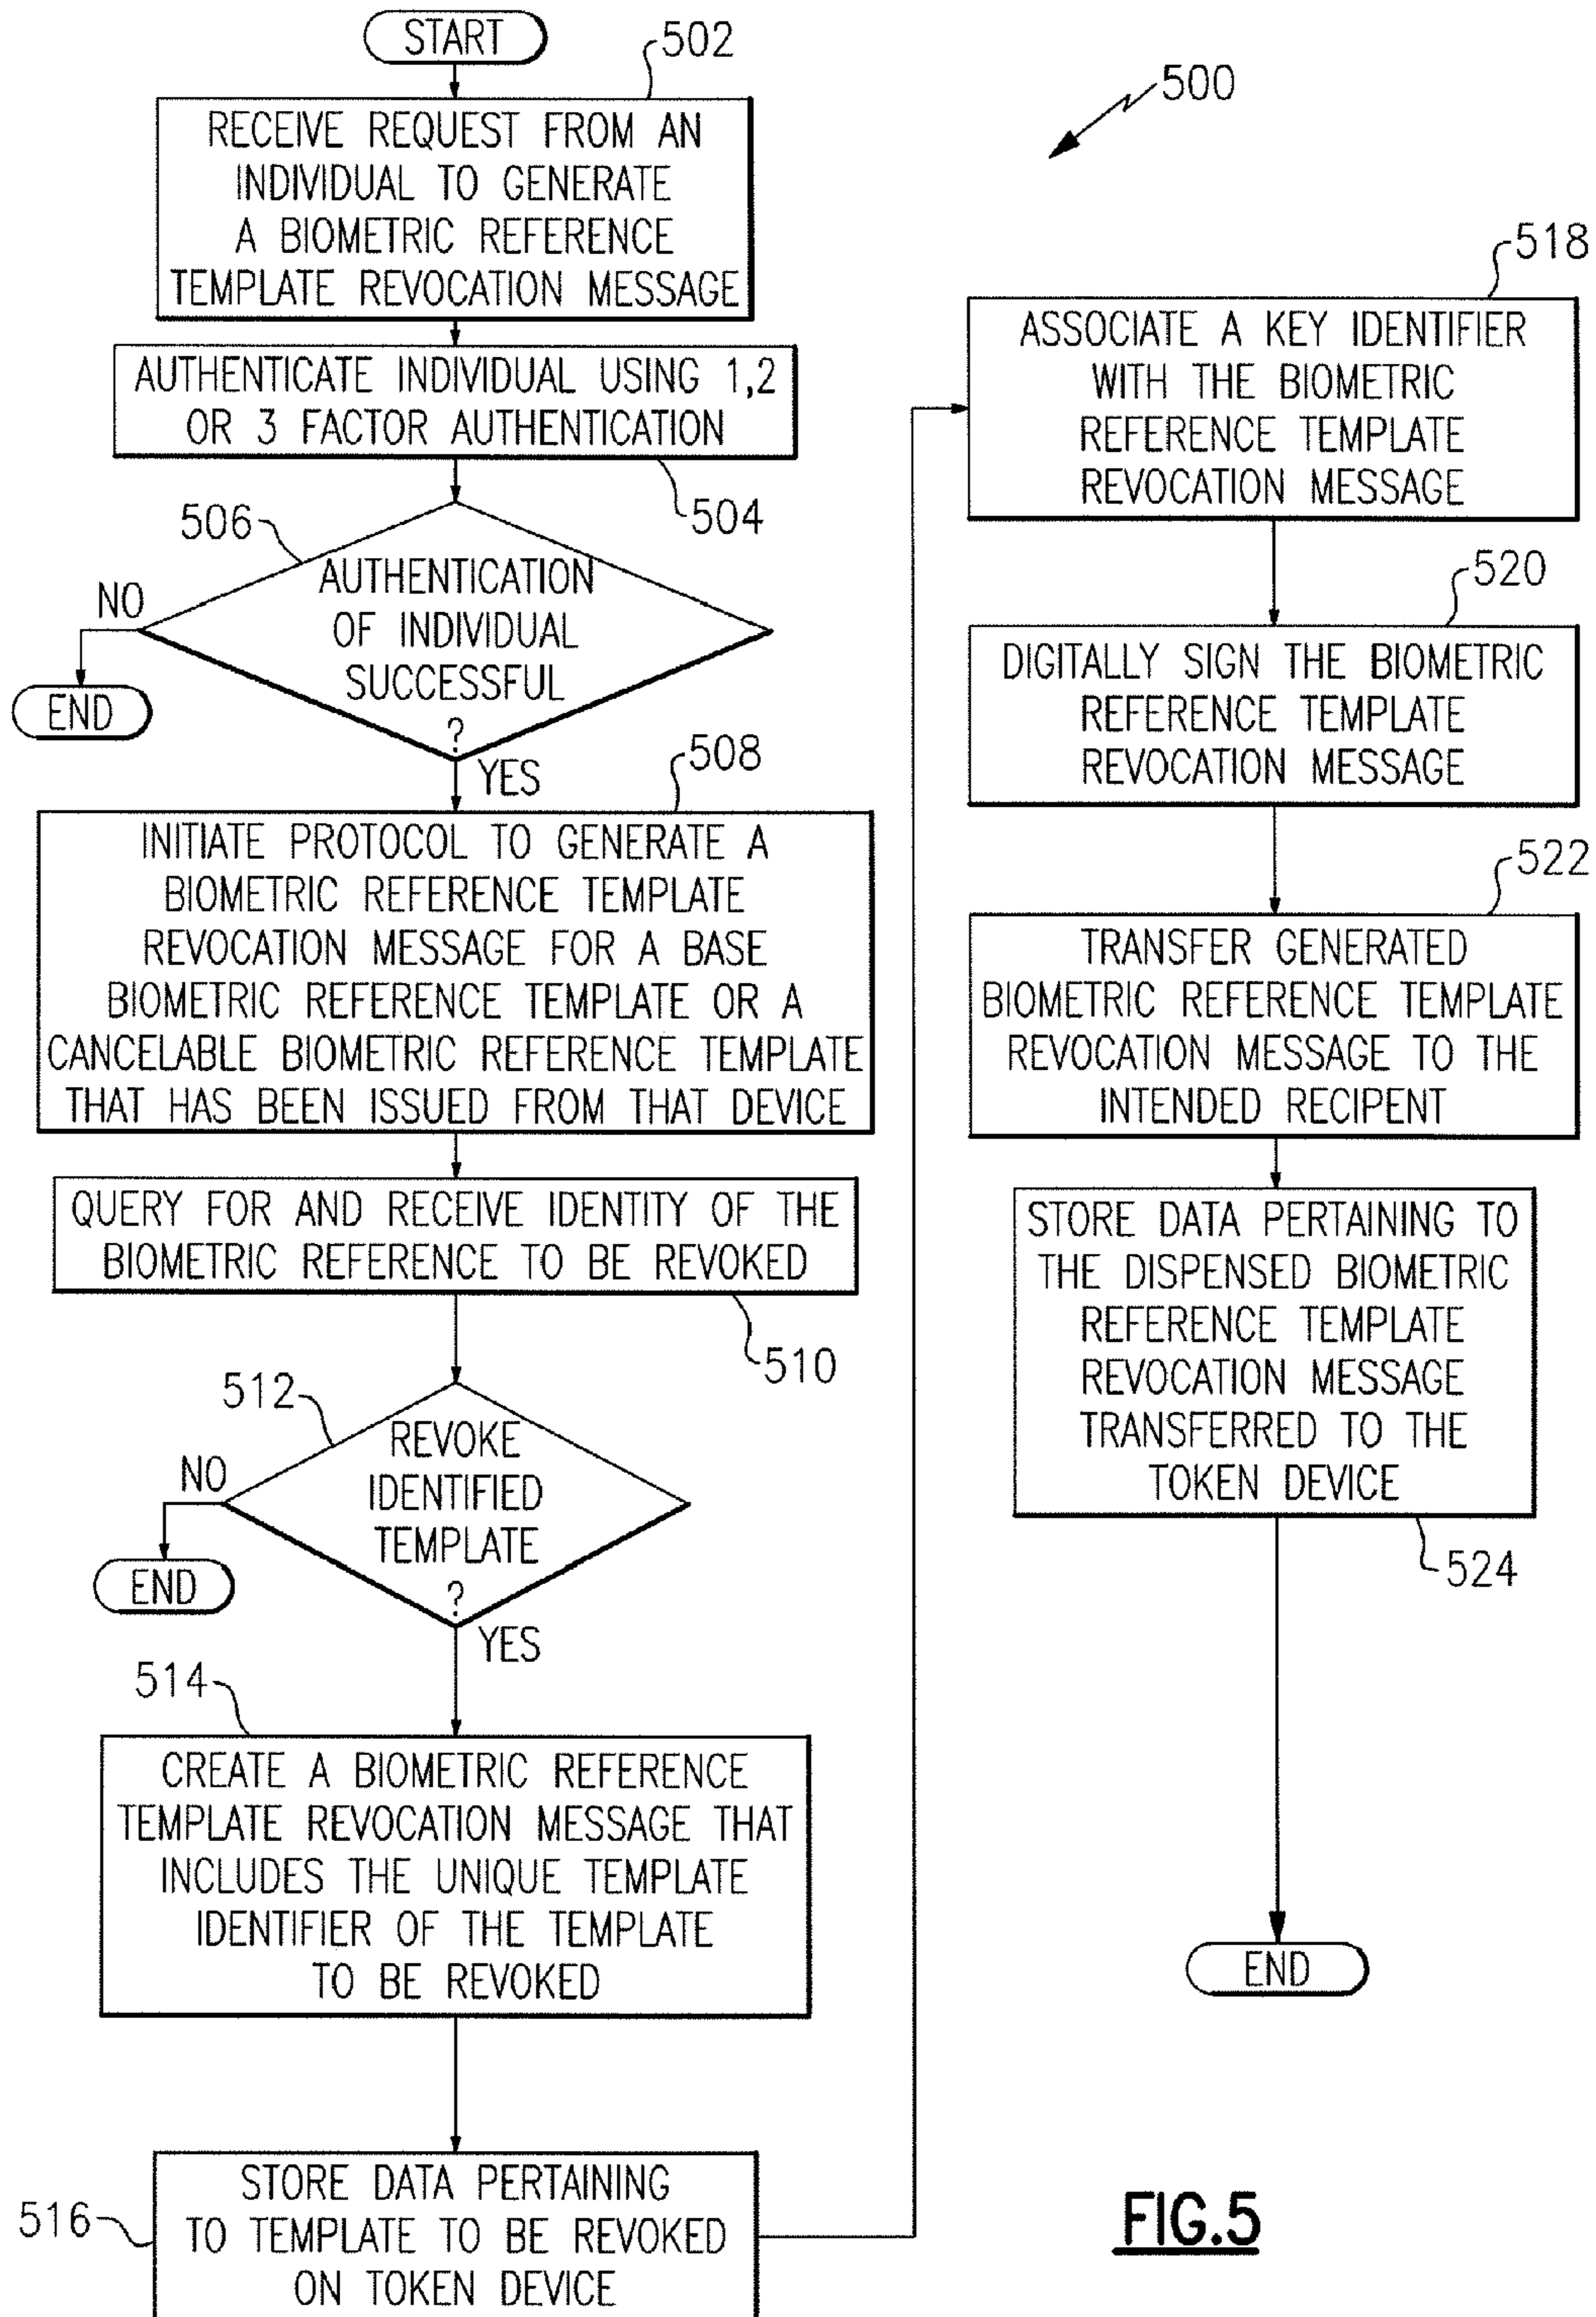 START
502
RECEIVE REQUEST FROM AN
INDIVIDUAL TO GENERATE
A BIOMETRIC REFERENCE
TEMPLATE REVOCATION MESSAGE
AUTHENTICATE INDIVIDUAL USING 1,2
OR 3 FACTOR AUTHENTICATION
504
506
AUTHENTICATION
OF INDIVIDUAL
SUCCESSFUL
?
NO
END
YES
508
INITIATE PROTOCOL TO GENERATE A
BIOMETRIC REFERENCE TEMPLATE
REVOCATION MESSAGE FOR A BASE
BIOMETRIC REFERENCE TEMPLATE OR A
CANCELABLE BIOMETRIC REFERENCE TEMPLATE
THAT HAS BEEN ISSUED FROM THAT DEVICE
QUERY FOR AND RECEIVE IDENTITY OF THE
BIOMETRIC REFERENCE TO BE REVOKED
510
512
REVOKE
IDENTIFIED
TEMPLATE
?
NO
END
YES
514
CREATE A BIOMETRIC REFERENCE
TEMPLATE REVOCATION MESSAGE THAT
INCLUDES THE UNIQUE TEMPLATE
IDENTIFIER OF THE TEMPLATE
TO BE REVOKED
516
STORE DATA PERTAINING
TO TEMPLATE TO BE REVOKED
ON TOKEN DEVICE
500
518
ASSOCIATE A KEY IDENTIFIER
WITH THE BIOMETRIC
REFERENCE TEMPLATE
REVOCATION MESSAGE
520
DIGITALLY SIGN THE BIOMETRIC
REFERENCE TEMPLATE
REVOCATION MESSAGE
522
TRANSFER GENERATED
BIOMETRIC REFERENCE TEMPLATE
REVOCATION MESSAGE TO THE
INTENDED RECIPENT
STORE DATA PERTAINING TO
THE DISPENSED BIOMETRIC
REFERENCE TEMPLATE
REVOCATION MESSAGE
TRANSFERRED TO THE
TOKEN DEVICE
524
END
FIG.5